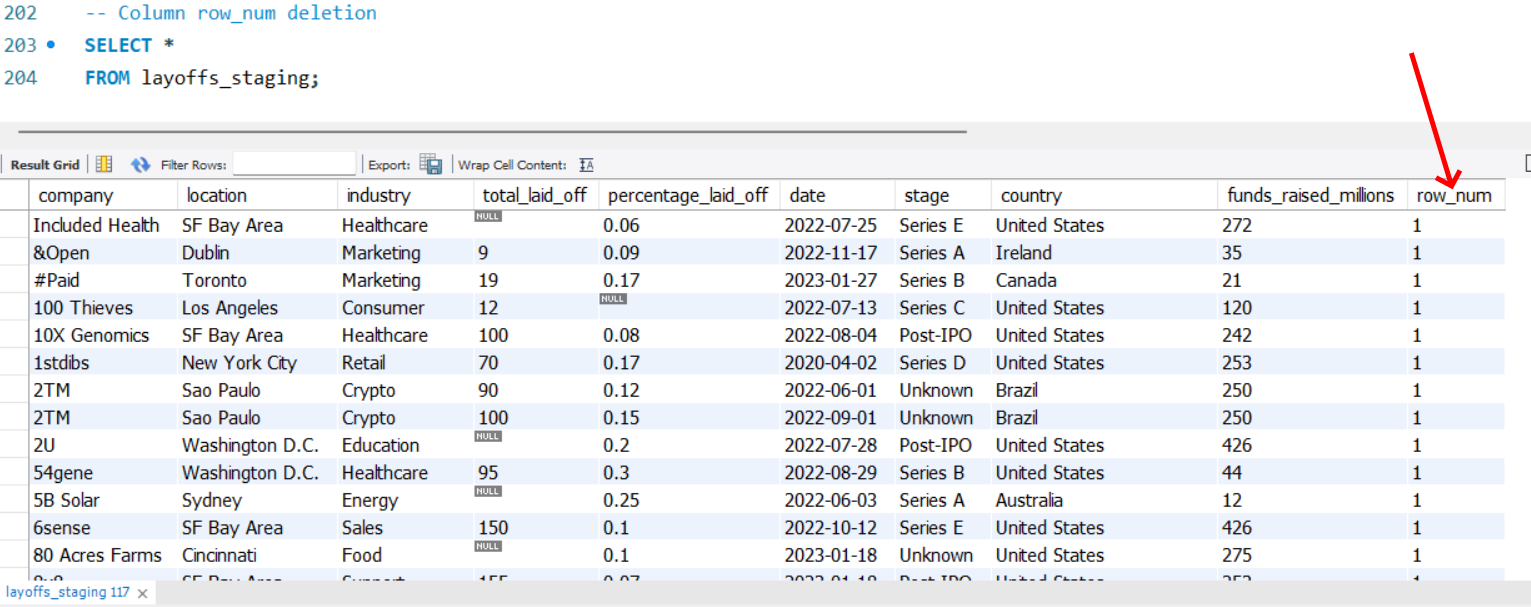 202 -- Column row_num deletion
203 SELECT *
204 FROM layoffs_staging;
Result Grid Filter Rows: Export: Wrap Cell Content: IA
company location industry total_laid_off percentage_laid_off date stage country funds_raised_millions row_num
Included Health SF Bay Area Healthcare NULL 0.06 2022-07-25 Series E United States 272 1
&Open Dublin Marketing 9 0.09 2022-11-17 Series A Ireland 35 1
#Paid Toronto Marketing 19 0.17 2023-01-27 Series B Canada 21 1
100 Thieves Los Angeles Consumer 12 NULL 2022-07-13 Series C United States 120 1
10X Genomics SF Bay Area Healthcare 100 0.08 2022-08-04 Post-IPO United States 242 1
1stdibs New York City Retail 70 0.17 2020-04-02 Series D United States 253 1
2TM Sao Paulo Crypto 90 0.12 2022-06-01 Unknown Brazil 250 1
2TM Sao Paulo Crypto 100 0.15 2022-09-01 Unknown Brazil 250 1
2U Washington D.C. Education NULL 0.2 2022-07-28 Post-IPO United States 426 1
54gene Washington D.C. Healthcare 95 0.3 2022-08-29 Series B United States 44 1
5B Solar Sydney Energy NULL 0.25 2022-06-03 Series A Australia 12 1
6sense SF Bay Area Sales 150 0.1 2022-10-12 Series E United States 426 1
80 Acres Farms Cincinnati Food NULL 0.1 2023-01-18 Unknown United States 275 1
layoffs_staging 117